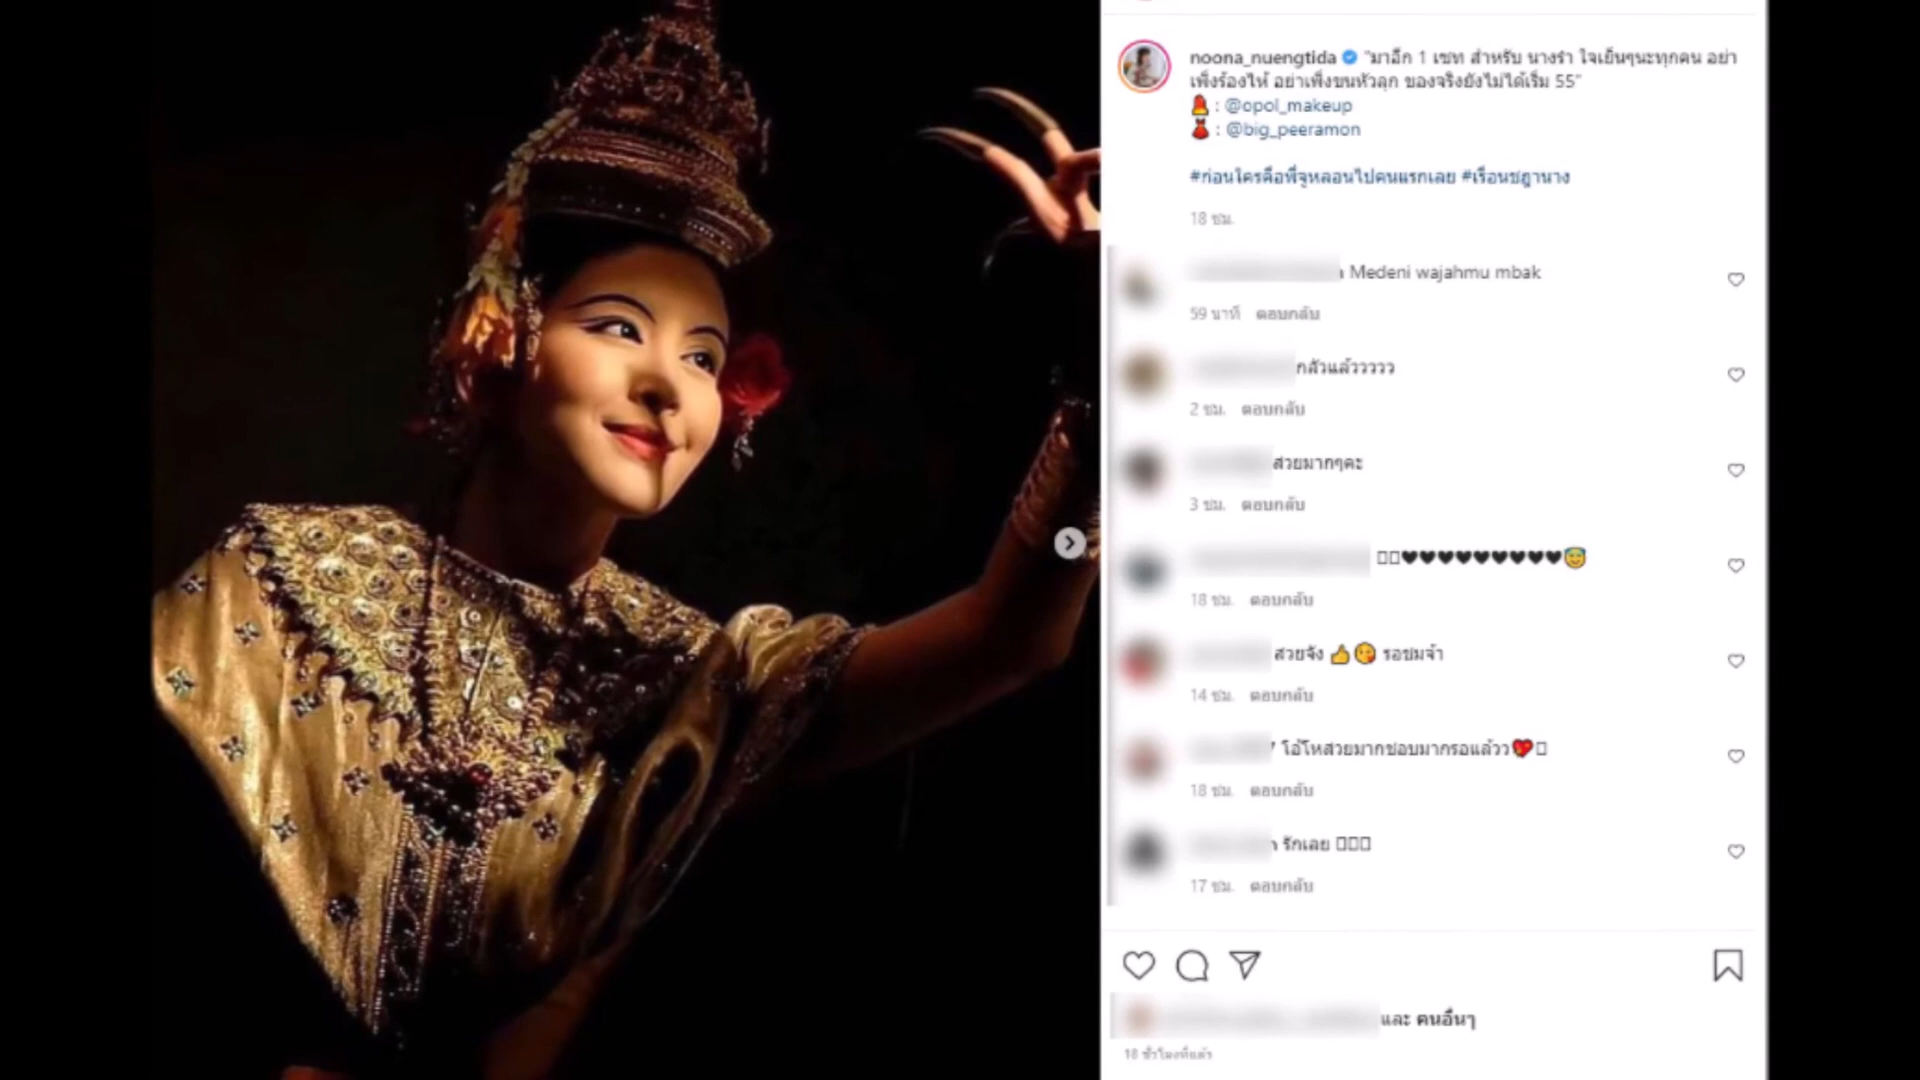 noona_nuengtida "มาอีก 1 เซท สำหรับ นางรำ ใจเย็นๆนะทุกคน อย่า
เพิ่งร้องไห้ อย่าเพิ่งขนหัวลุก ของจริงยังไม่ได้เริ่ม 55"
: @opol_makeup
: @big_peeramon
#ก่อนใครคือพี่จูหลอนไปคนแรกเลย #เรือนชฎานาง
18 ชม.
Medeni wajahmu mbak
59 นาที ตอบกลับ
กลัวแล้ววววว
2 ชม. ตอบกลับ
สวยมากๆคะ
3 ชม. ตอบกลับ
🖤🖤🖤🖤🖤🖤🖤🖤🖤😇
18 ชม. ตอบกลับ
สวยจัง 👍😘 รอชมจ้า
14 ชม. ตอบกลับ
โอ้โหสวยมากชอบมากรอแล้วว💖
18 ชม. ตอบกลับ
รักเลย
17 ชม. ตอบกลับ
และ คนอื่นๆ
18 ชั่วโมงที่แล้ว